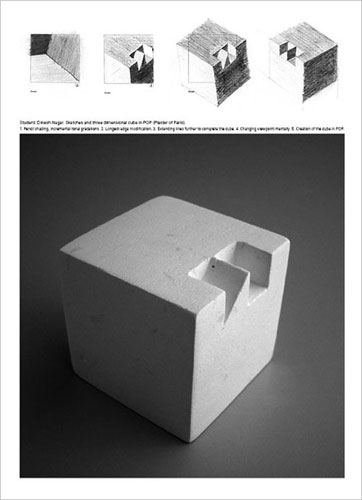 Student Dinesh Nagar. Sketches and three dimensional cube in POP (Plaster of Paris).
1. Pencil shading, incremental tonal gradations. 2. Longest edge modification. 3. Extending lines further to complete the cube. 4. Changing viewpoint mentally. 5. Creation of the cube in POP.